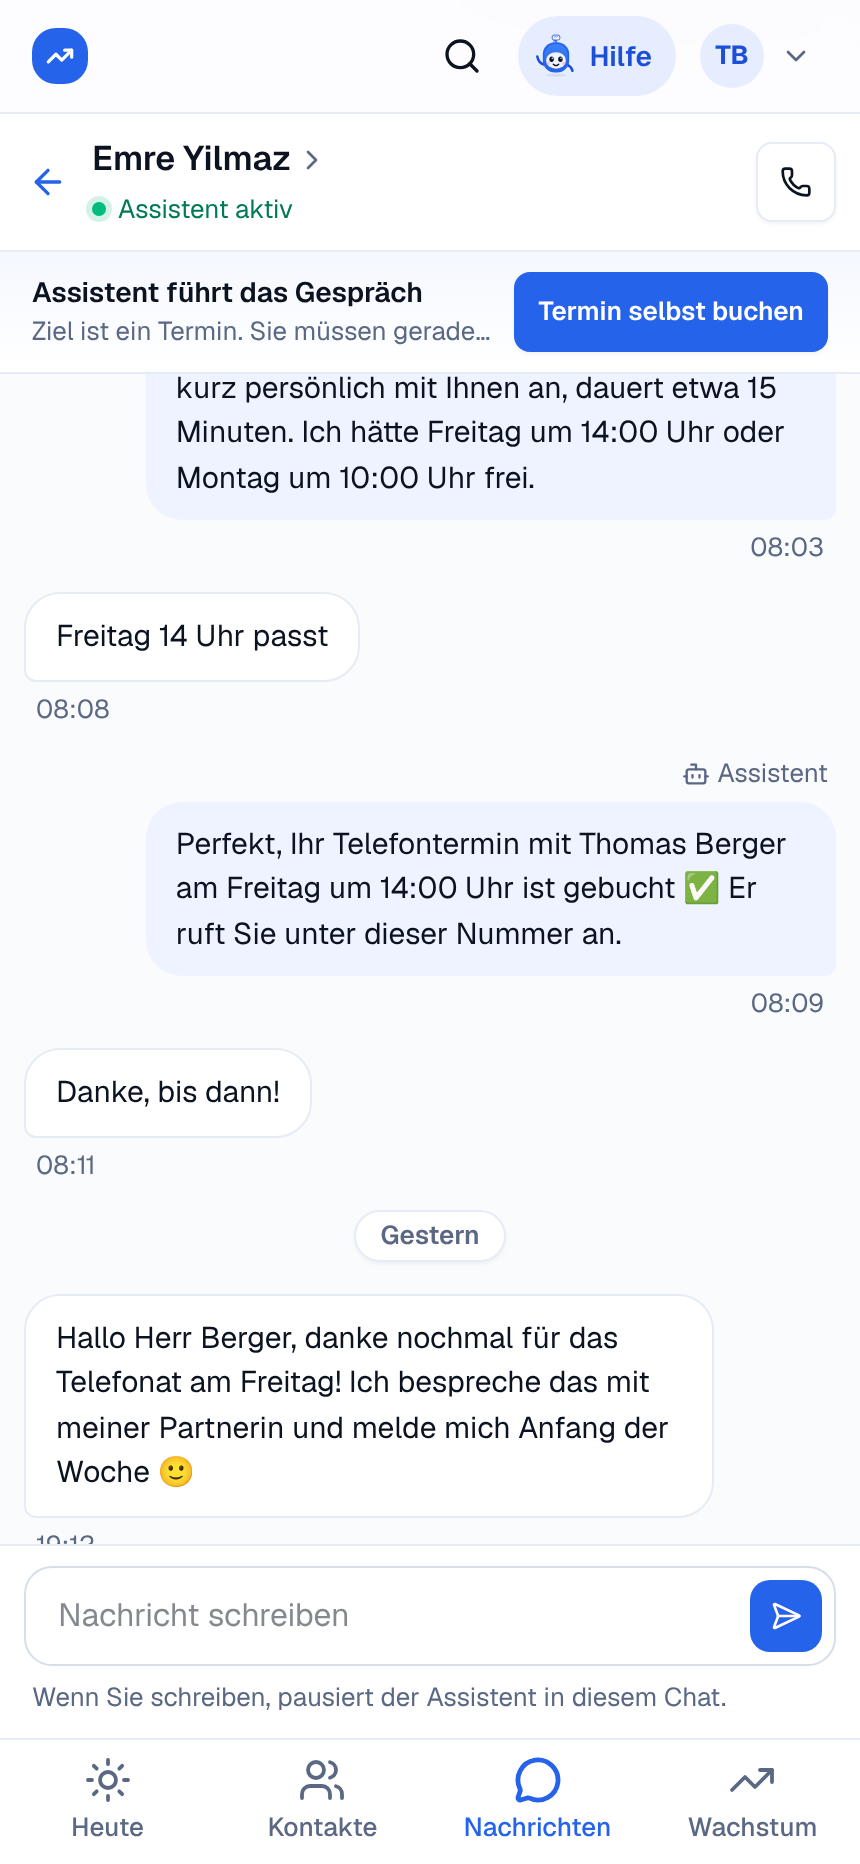 Hilfe
TB
Emre Yilmaz
Assistent aktiv
Assistent führt das Gespräch
Ziel ist ein Termin. Sie müssen gerade...
Termin selbst buchen
kurz persönlich mit Ihnen an, dauert etwa 15
Minuten. Ich hätte Freitag um 14:00 Uhr oder
Montag um 10:00 Uhr frei.
08:03
Freitag 14 Uhr passt
08:08
Assistent
Perfekt, Ihr Telefontermin mit Thomas Berger
am Freitag um 14:00 Uhr ist gebucht ✅ Er
ruft Sie unter dieser Nummer an.
08:09
Danke, bis dann!
08:11
Gestern
Hallo Herr Berger, danke nochmal für das
Telefonat am Freitag! Ich bespreche das mit
meiner Partnerin und melde mich Anfang der
Woche 🙂
Nachricht schreiben
Wenn Sie schreiben, pausiert der Assistent in diesem Chat.
Heute
Kontakte
Nachrichten
Wachstum